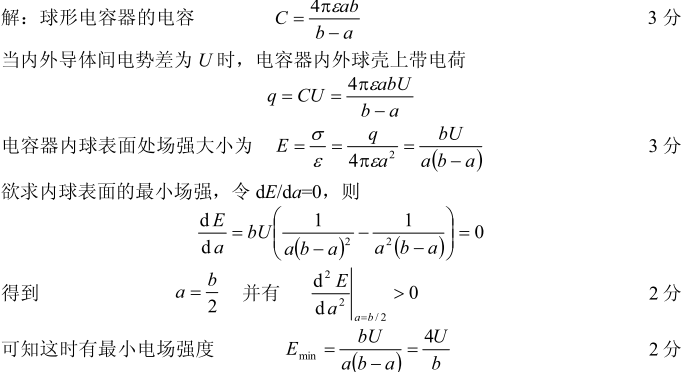 解：球形电容器的电容 C = 4πεab / (b − a) 3 分
当内外导体间电势差为 U 时，电容器内外球壳上带电荷
q = CU = 4πεabU / (b − a)
电容器内球表面处场强大小为 E = σ/ε = q / 4πεa² = bU / a(b − a) 3 分
欲求内球表面的最小场强，令 dE/da=0，则
dE/da = bU( 1 / a(b − a)² − 1 / a²(b − a) ) = 0
得到 a = b/2 并有 d²E/da² |a=b/2 > 0 2 分
可知这时有最小电场强度 Emin = bU / a(b − a) = 4U/b 2 分